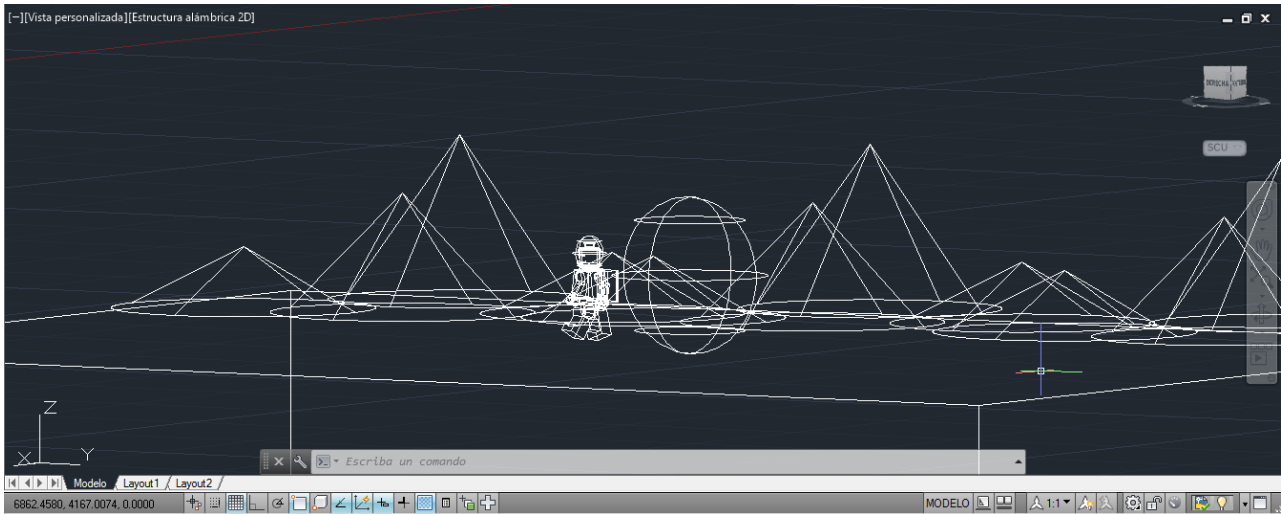 [−][Vista personalizada][Estructura alámbrica 2D]
DERECHA
SCU
Z
X
Y
Escriba un comando
Modelo
Layout1
Layout2
6862.4580, 4167.0074, 0.0000
MODELO
1:1